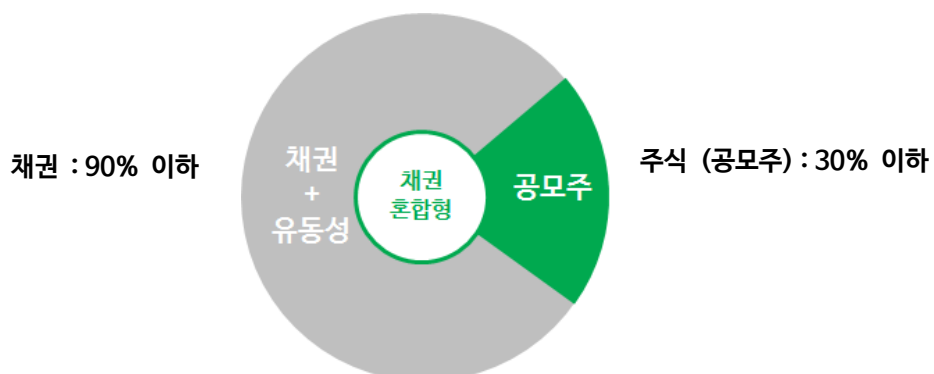 채권 : 90% 이하
채권
+
유동성
채권
혼합형
공모주
주식 (공모주) : 30% 이하